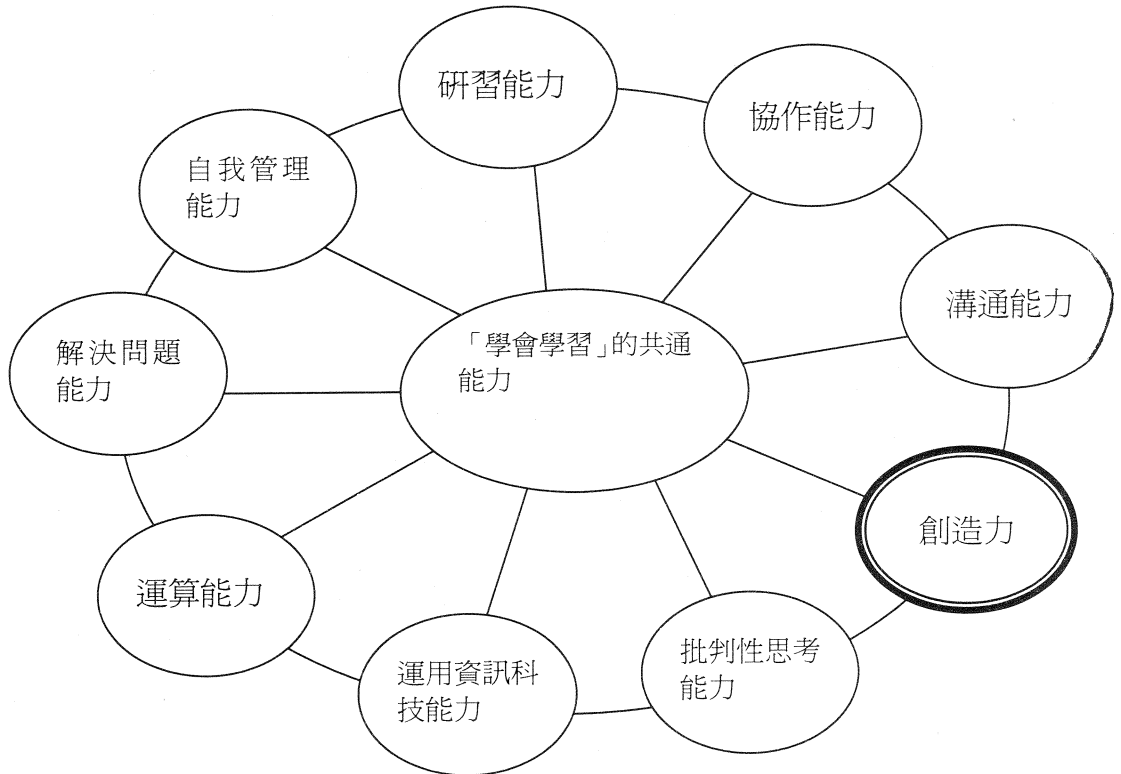 研習能力
協作能力
自我管理
能力
溝通能力
「學會學習」的共通
能力
解決問題
能力
創造力
運算能力
批判性思考
能力
運用資訊科
技能力